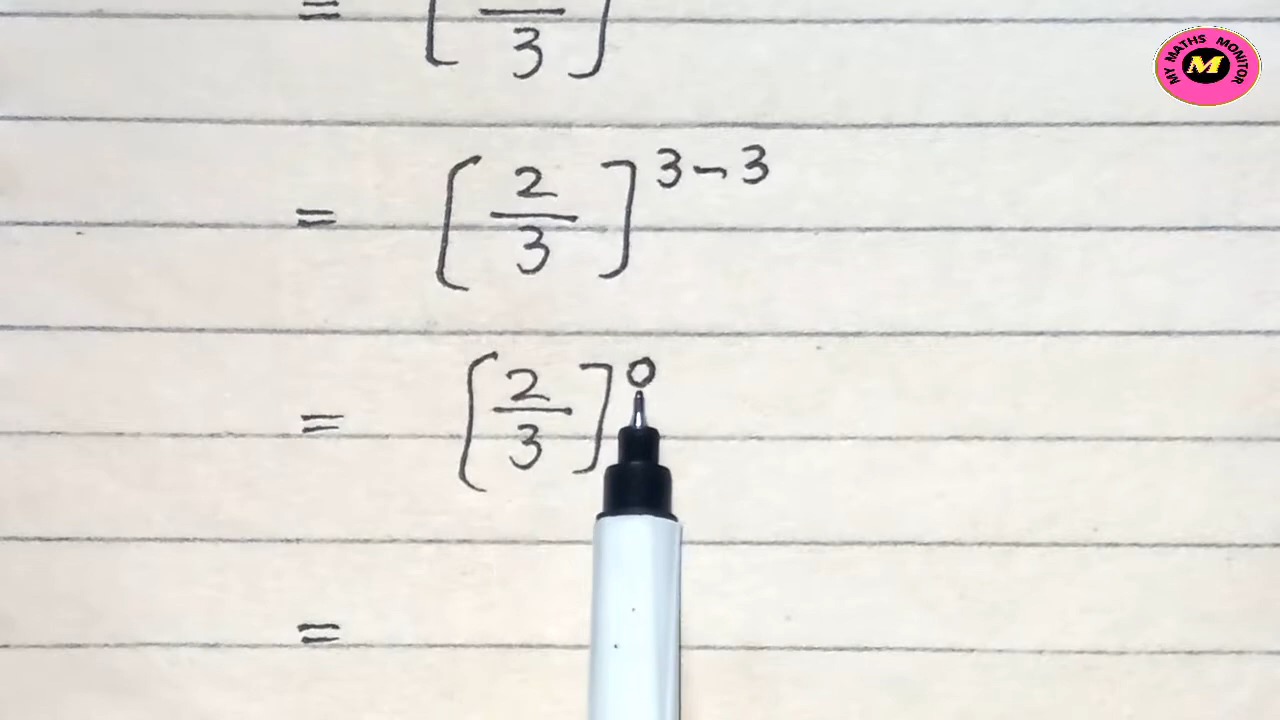 = [ / 3 ]
= [ 2/3 ]^3-3
= [ 2/3 ]^0
=
MY MATHS MONITOR
M